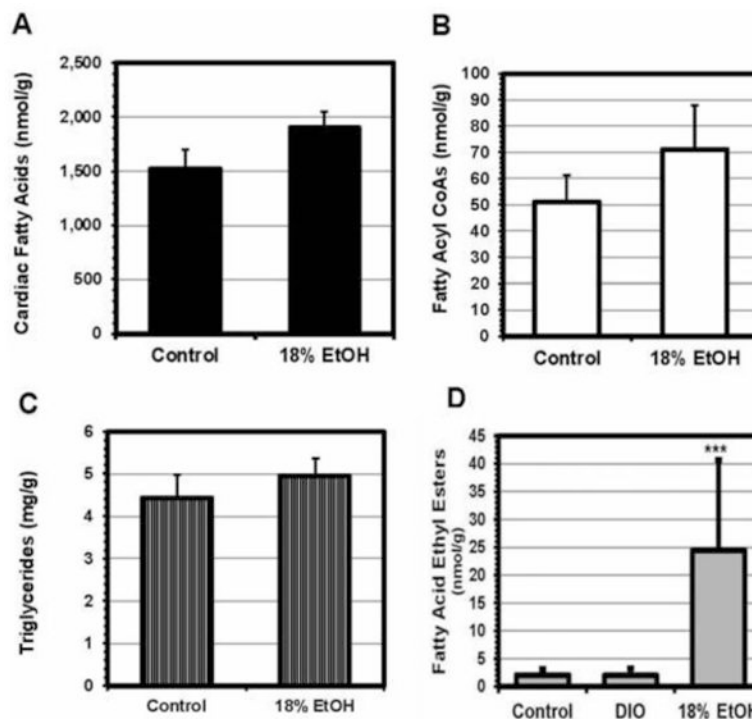 A
Cardiac Fatty Acids (nmol/g)
2,500
2,000
1,500
1,000
500
0
Control 18% EtOH
B
Fatty Acyl CoAs (nmol/g)
100
90
80
70
60
50
40
30
20
10
0
Control 18% EtOH
C
Triglycerides (mg/g)
6
5
4
3
2
1
0
Control 18% EtOH
D
Fatty Acid Ethyl Esters
(nmol/g)
45
40
35
30
25
20
15
10
5
0
***
Control DIO 18% EtOH